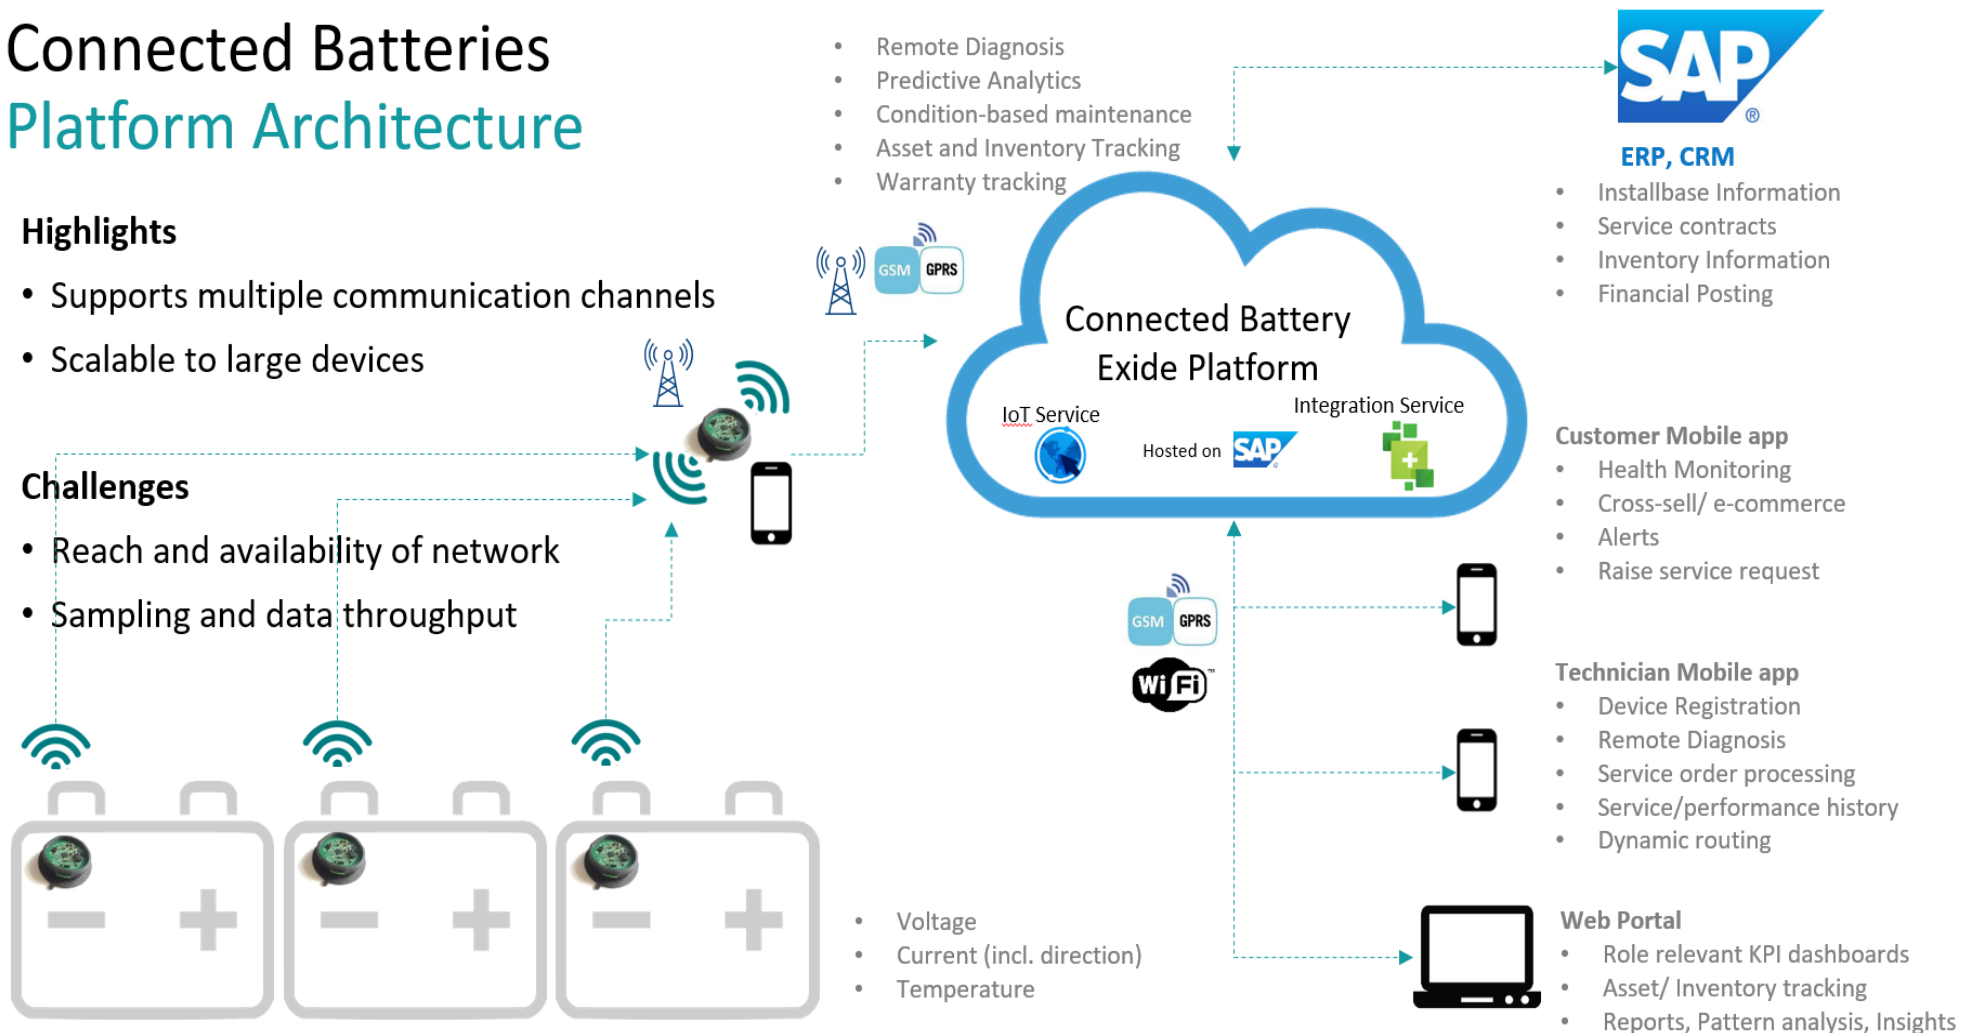 Connected Batteries
Platform Architecture
Highlights
• Supports multiple communication channels
• Scalable to large devices
Challenges
• Reach and availability of network
• Sampling and data throughput
• Remote Diagnosis
• Predictive Analytics
• Condition-based maintenance
• Asset and Inventory Tracking
• Warranty tracking
GSM GPRS
Connected Battery
Exide Platform
IoT Service
Hosted on SAP
Integration Service
SAP®
ERP, CRM
• Installbase Information
• Service contracts
• Inventory Information
• Financial Posting
Customer Mobile app
• Health Monitoring
• Cross-sell/ e-commerce
• Alerts
• Raise service request
GSM GPRS
WiFi™
Technician Mobile app
• Device Registration
• Remote Diagnosis
• Service order processing
• Service/performance history
• Dynamic routing
• Voltage
• Current (incl. direction)
• Temperature
Web Portal
• Role relevant KPI dashboards
• Asset/ Inventory tracking
• Reports, Pattern analysis, Insights